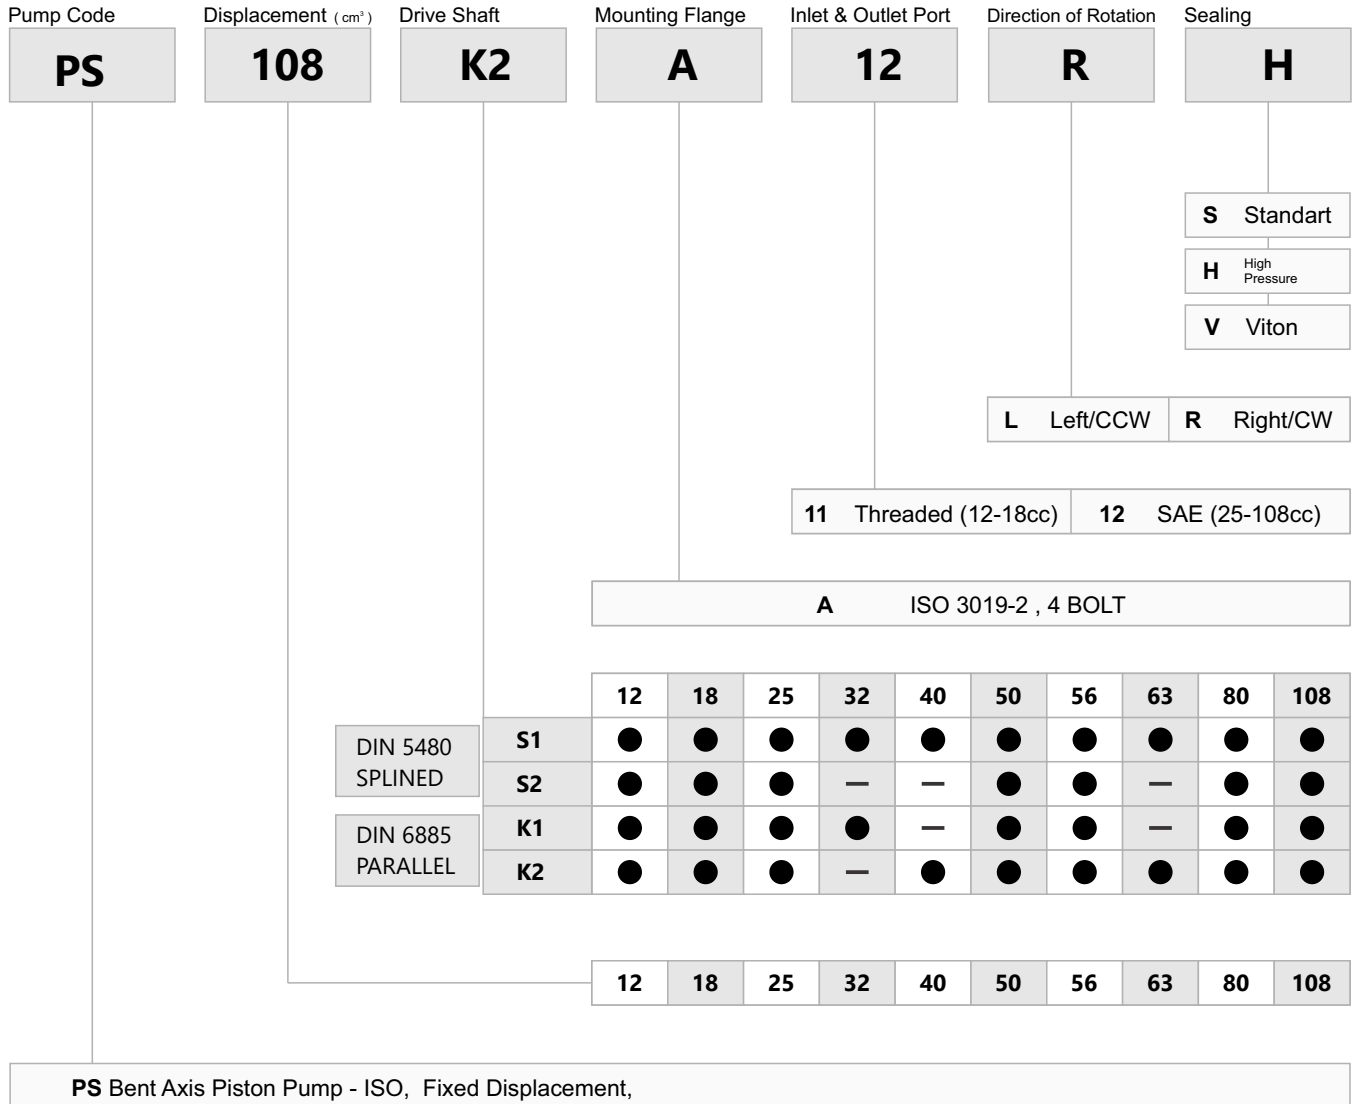 Pump Code Displacement (cm³) Drive Shaft Mounting Flange Inlet & Outlet Port Direction of Rotation Sealing
PS 108 K2 A 12 R H
S Standart
H High
Pressure
V Viton
L Left/CCW R Right/CW
11 Threaded (12-18cc) 12 SAE (25-108cc)
A ISO 3019-2 , 4 BOLT
12 18 25 32 40 50 56 63 80 108
DIN 5480
SPLINED
S1 ● ● ● ● ● ● ● ● ● ●
S2 ● ● ● – – ● ● – ● ●
DIN 6885
PARALLEL
K1 ● ● ● ● – ● ● – ● ●
K2 ● ● ● – ● ● ● ● ● ●
12 18 25 32 40 50 56 63 80 108
PS Bent Axis Piston Pump - ISO, Fixed Displacement,